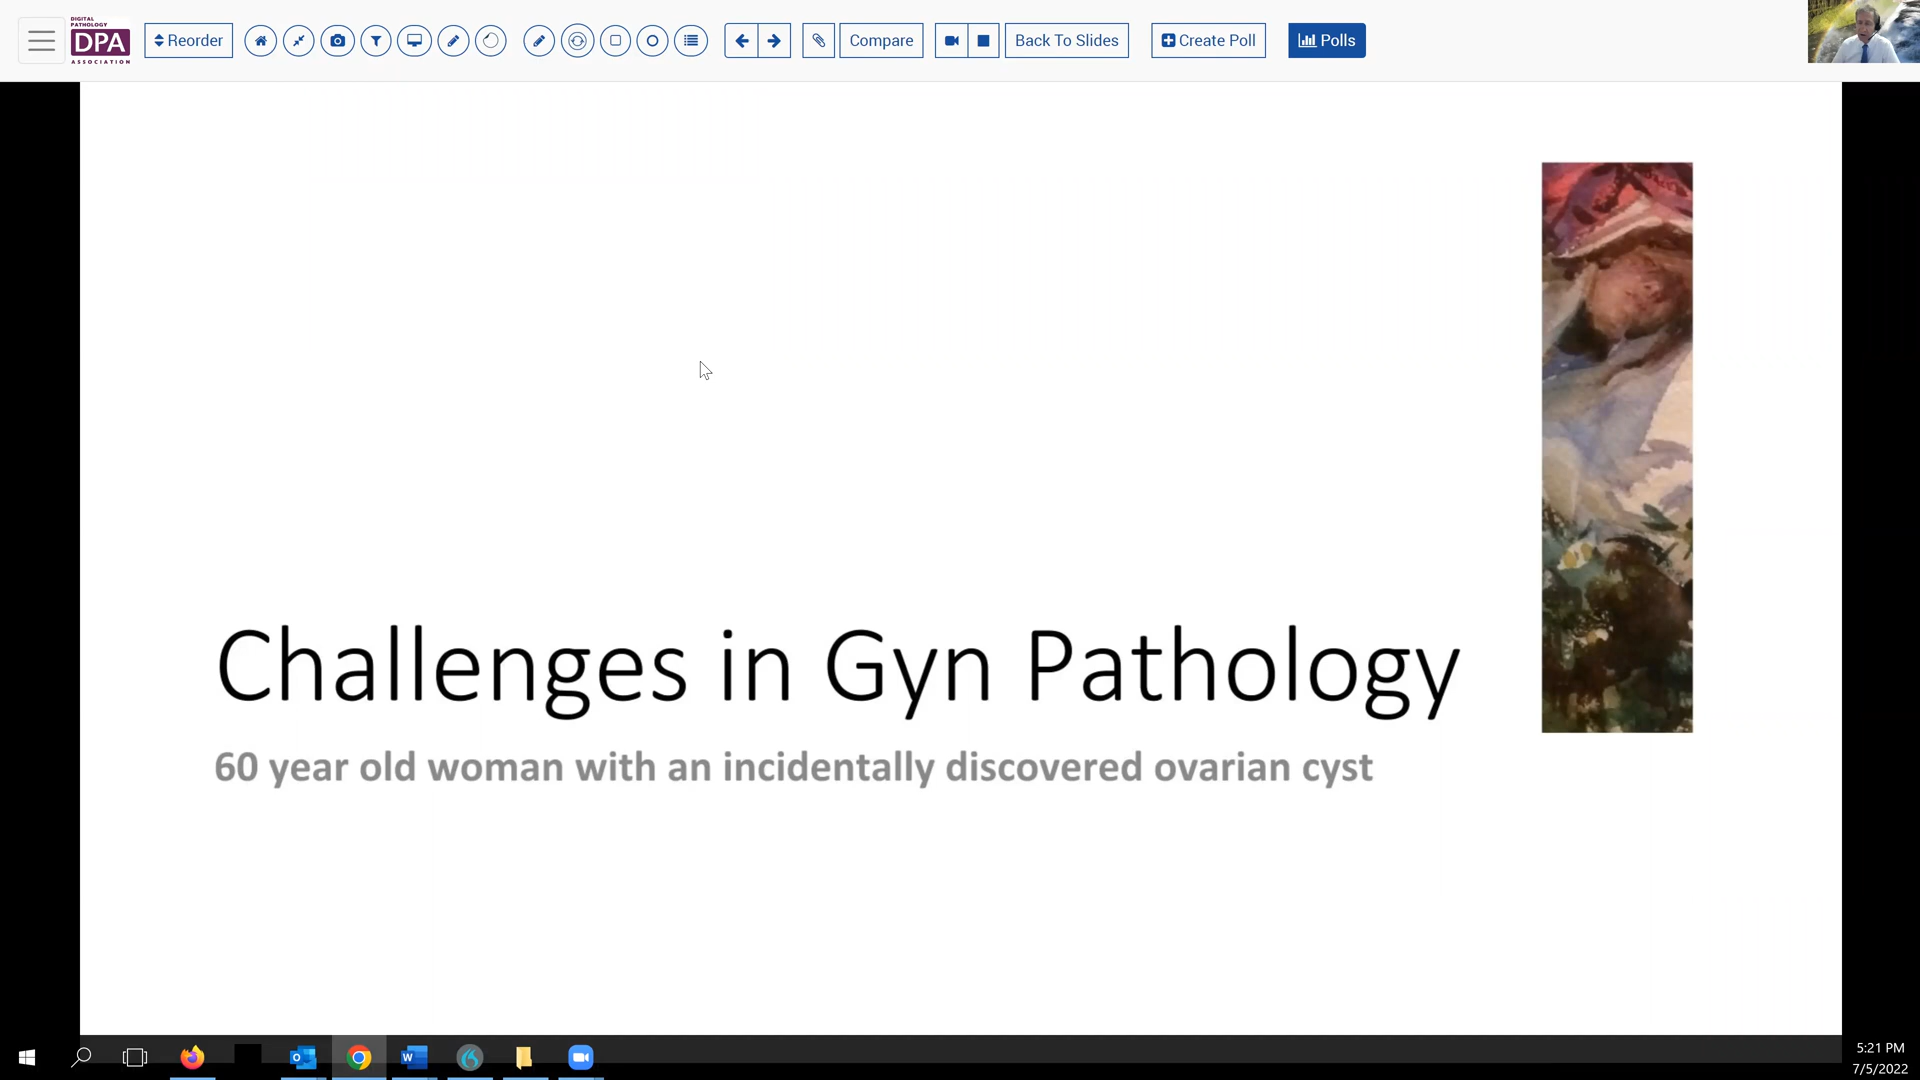 DIGITAL
PATHOLOGY
DPA
ASSOCIATION
Reorder
Compare
Back To Slides
Create Poll
Polls
Challenges in Gyn Pathology
60 year old woman with an incidentally discovered ovarian cyst
5:21 PM
7/5/2022